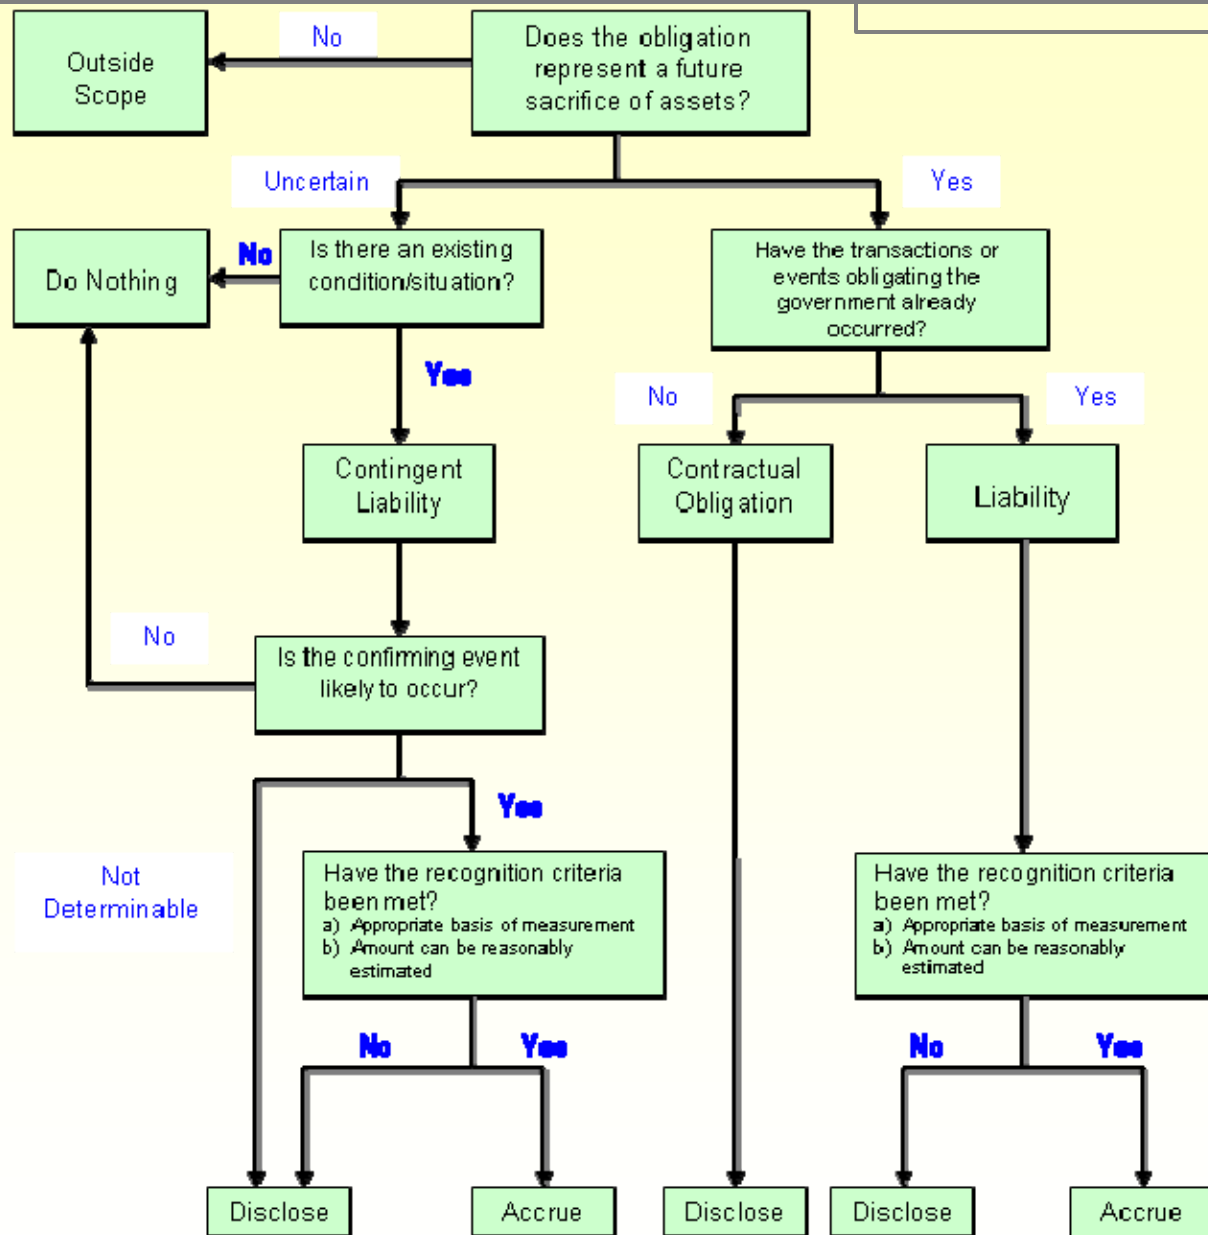 No
Does the obligation
represent a future
sacrifice of assets?
Outside
Scope
Uncertain
Yes
Do Nothing
No
Is there an existing
condition/situation?
Have the transactions or
events obligating the
government already
occurred?
Yes
No
Yes
Contingent
Liability
Contractual
Obligation
Liability
No
Is the confirming event
likely to occur?
Yes
Not
Determinable
Have the recognition criteria
been met?
a) Appropriate basis of measurement
b) Amount can be reasonably
estimated
Have the recognition criteria
been met?
a) Appropriate basis of measurement
b) Amount can be reasonably
estimated
No
Yes
No
Yes
Disclose
Accrue
Disclose
Disclose
Accrue